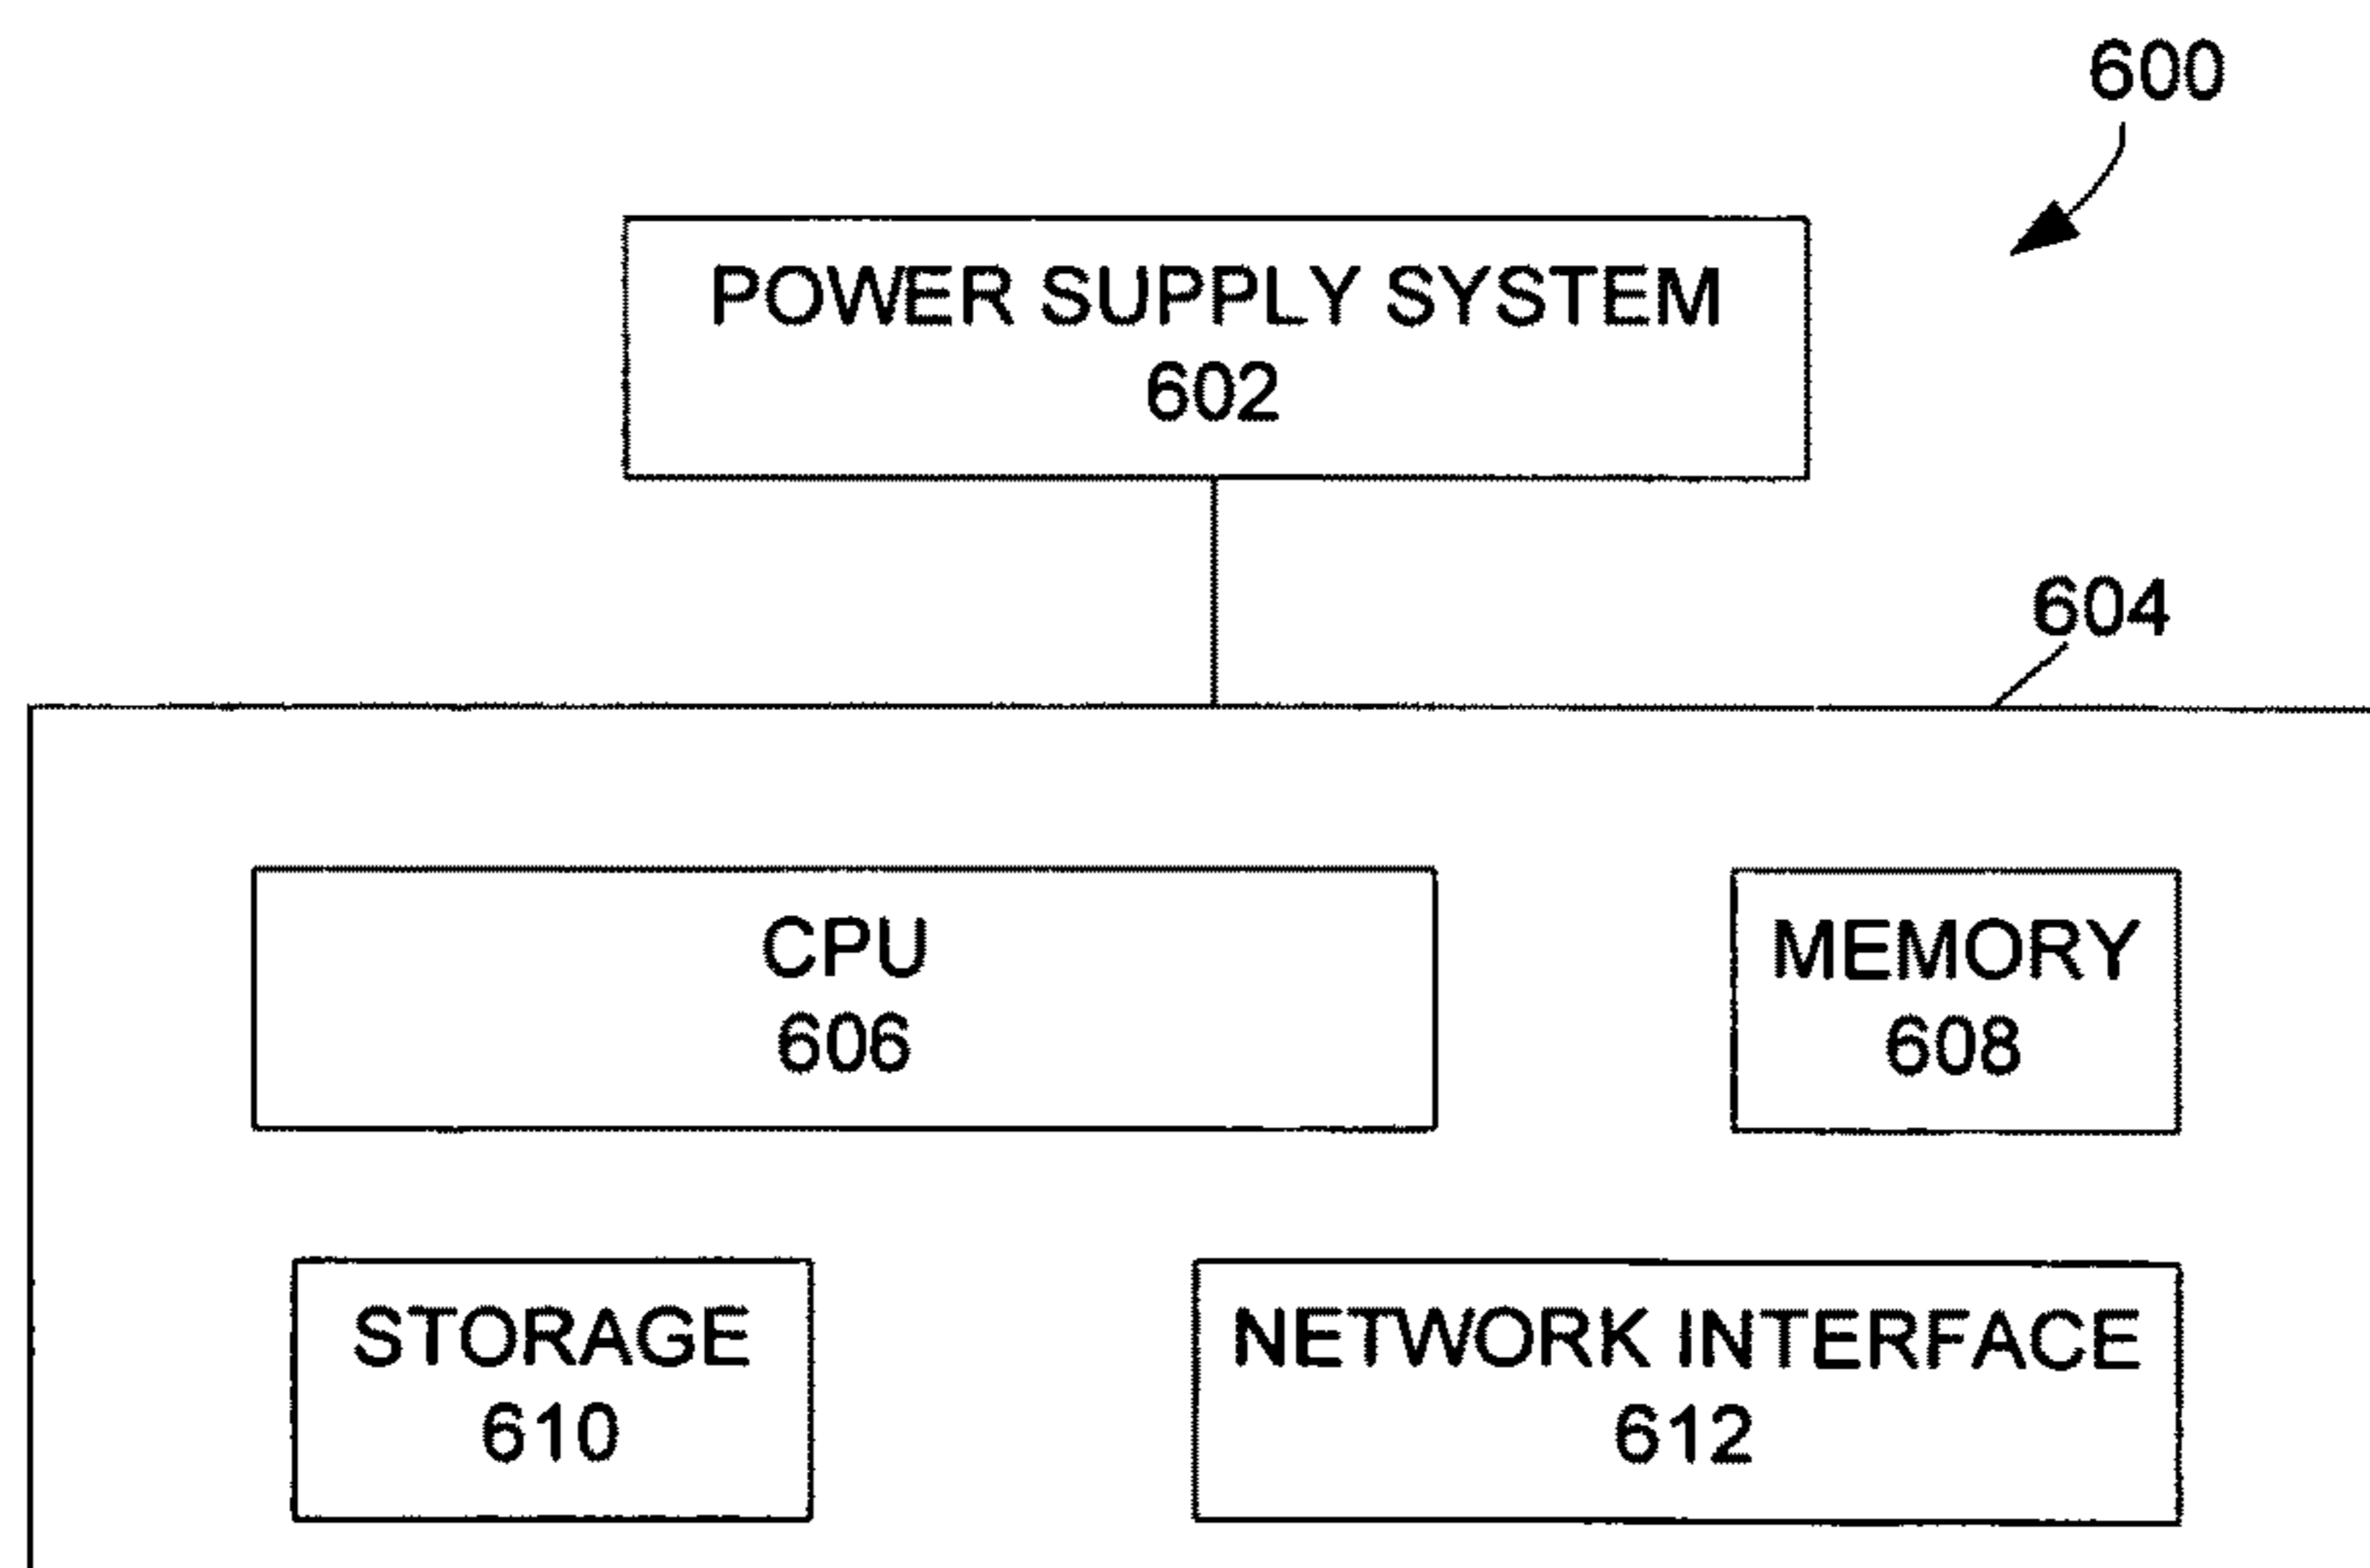 600
POWER SUPPLY SYSTEM
602
604
CPU
606
MEMORY
608
STORAGE
610
NETWORK INTERFACE
612